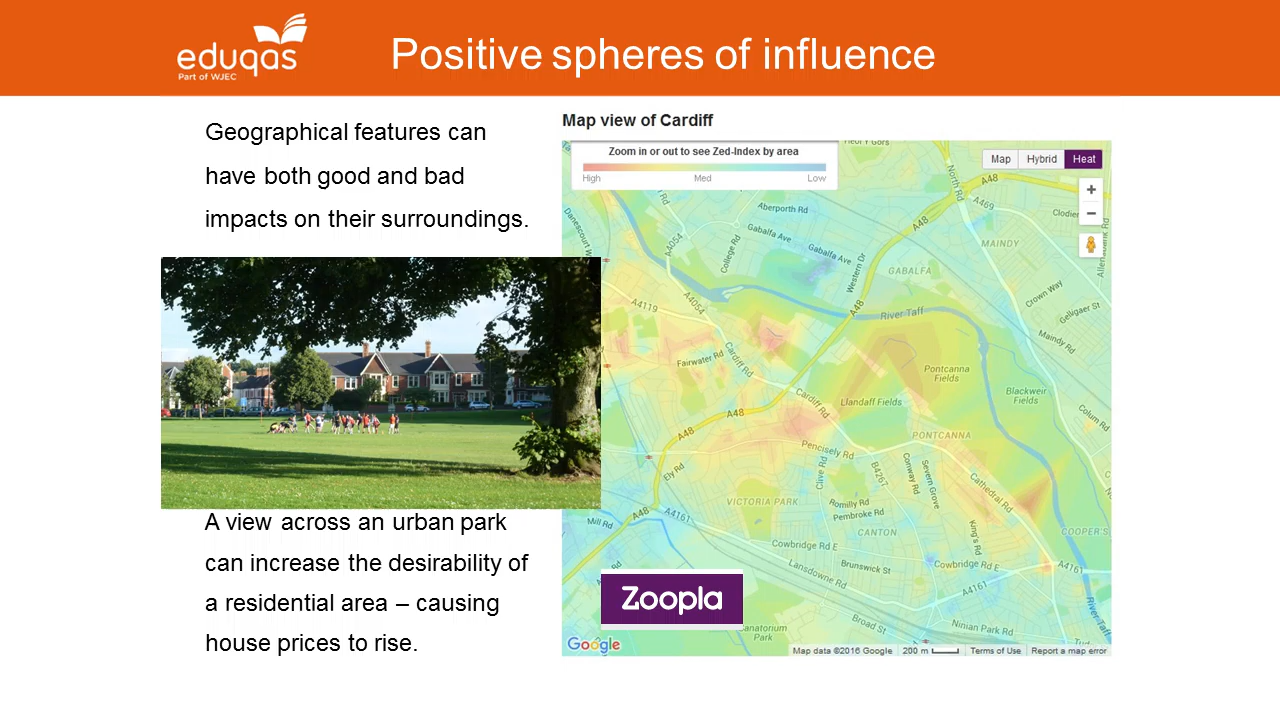 eduqas
Part of WJEC
Positive spheres of influence
Geographical features can
have both good and bad
impacts on their surroundings.
A view across an urban park
can increase the desirability of
a residential area – causing
house prices to rise.
Map view of Cardiff
Zoom in or out to see Zed-Index by area
High Med Low
Map Hybrid Heat
+
−
North Rd
A48
A469
MAINDY
Aberporth Rd
A48
A4054
College Rd
Gabalfa Ave
Gabalfa Ave
Western Dr
GABALFA
Crown Way
Gelligaer St
A4119
A4054
A48
River Taff
Maindy Rd
Fairwater Rd
Cardiff Rd
Pontcanna
Fields
Blackweir
Fields
Cardiff Rd
Llandaff Fields
A48
A48
PONTCANNA
Column Rd
Pencisely Rd
Ely Rd
Clive Rd
B4267
Conway Rd
Severn Grove
Cathedral Rd
VICTORIA PARK
Romilly Rd
Pembroke Rd
A48
A4161
Mill Rd
CANTON
King's Rd
COOPER'S
Cowbridge Rd E
Lansdowne Rd
Brunswick St
Cowbridge Rd E
A4161
A4161
River Taff
Zoopla
Broad St
Ninian Park Rd
Park
Google
Map data ©2016 Google
200 m
Terms of Use
Report a map error